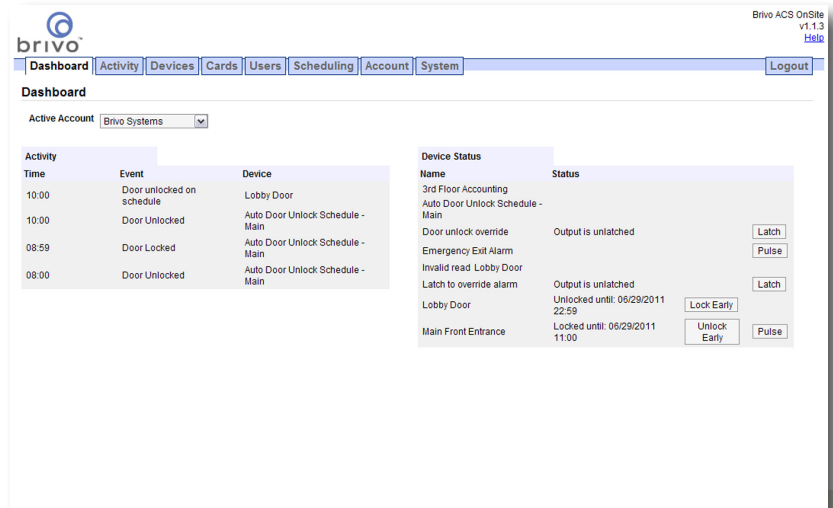 brivo
Brivo ACS OnSite
v1.1.3
Help
Dashboard Activity Devices Cards Users Scheduling Account System Logout
Dashboard
Active Account Brivo Systems
Activity
Time Event Device
10:00 Door unlocked on schedule Lobby Door
10:00 Door Unlocked Auto Door Unlock Schedule - Main
08:59 Door Locked Auto Door Unlock Schedule - Main
08:00 Door Unlocked Auto Door Unlock Schedule - Main
Device Status
Name Status
3rd Floor Accounting
Auto Door Unlock Schedule -
Main
Door unlock override Output is unlatched Latch
Emergency Exit Alarm Pulse
Invalid read Lobby Door
Latch to override alarm Output is unlatched Latch
Lobby Door Unlocked until: 06/29/2011 22:59 Lock Early
Main Front Entrance Locked until: 06/29/2011 11:00 Unlock Early Pulse